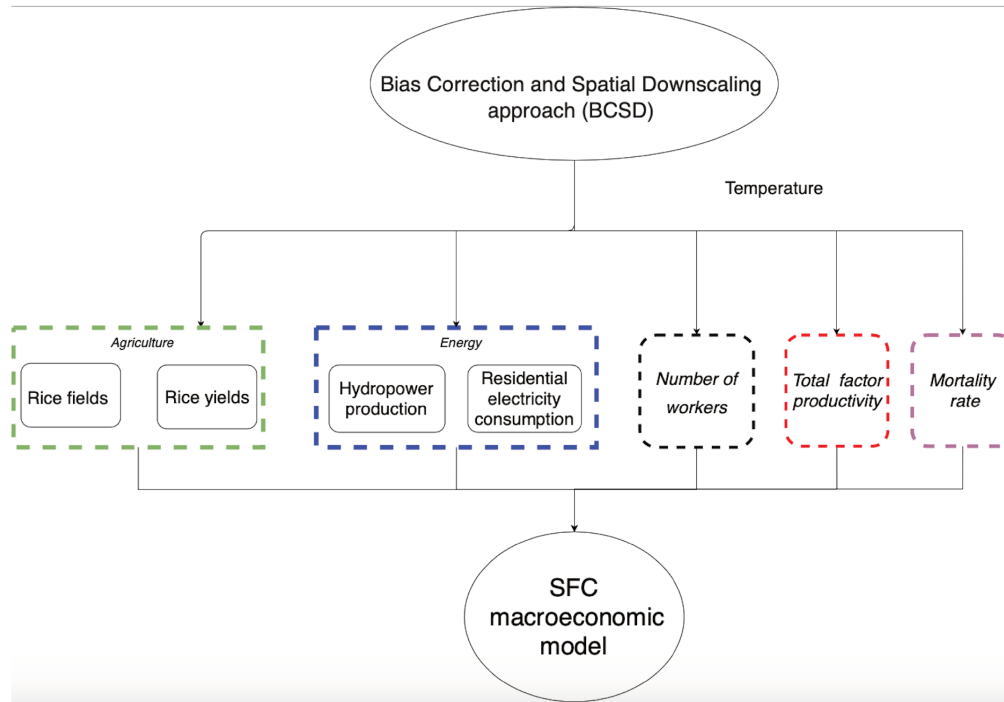 Bias Correction and Spatial Downscaling
approach (BCSD)
Temperature
Agriculture
Rice fields
Rice yields
Energy
Hydropower
production
Residential
electricity
consumption
Number of
workers
Total factor
productivity
Mortality
rate
SFC
macroeconomic
model